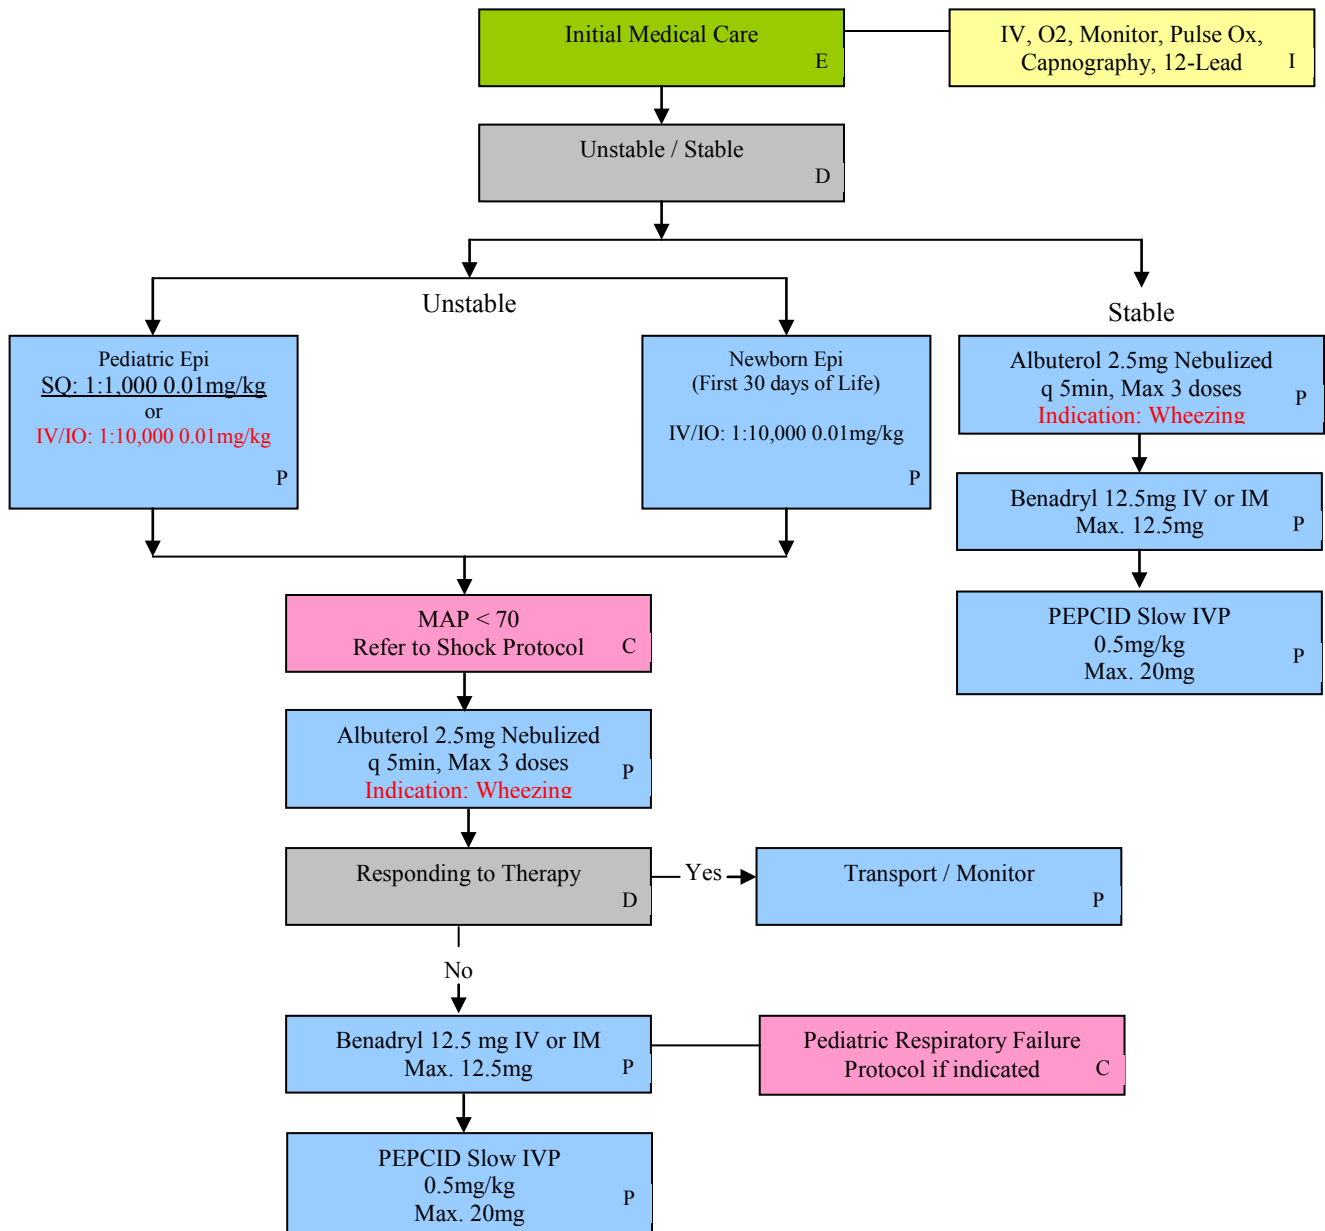 Initial Medical Care
E
IV, O2, Monitor, Pulse Ox,
Capnography, 12-Lead
I
Unstable / Stable
D
Unstable
Stable
Pediatric Epi
SQ: 1:1,000 0.01mg/kg
or
IV/IO: 1:10,000 0.01mg/kg
P
Newborn Epi
(First 30 days of Life)
IV/IO: 1:10,000 0.01mg/kg
P
Albuterol 2.5mg Nebulized
q 5min, Max 3 doses
P
Indication: Wheezing
Benadryl 12.5mg IV or IM
Max. 12.5mg
P
PEPCID Slow IVP
0.5mg/kg
P
Max. 20mg
MAP < 70
Refer to Shock Protocol
C
Albuterol 2.5mg Nebulized
q 5min, Max 3 doses
P
Indication: Wheezing
Responding to Therapy
D
Yes
Transport / Monitor
P
No
Benadryl 12.5 mg IV or IM
Max. 12.5mg
P
Pediatric Respiratory Failure
Protocol if indicated
C
PEPCID Slow IVP
0.5mg/kg
P
Max. 20mg